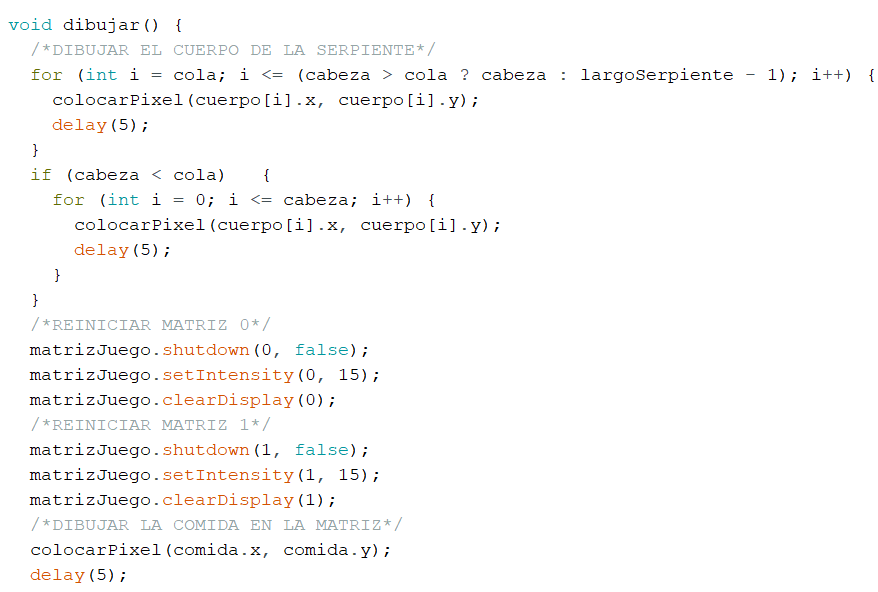 void dibujar() {
  /*DIBUJAR EL CUERPO DE LA SERPIENTE*/
  for (int i = cola; i <= (cabeza > cola ? cabeza : largoSerpiente - 1); i++) {
    colocarPixel(cuerpo[i].x, cuerpo[i].y);
    delay(5);
  }
  if (cabeza < cola)   {
    for (int i = 0; i <= cabeza; i++) {
      colocarPixel(cuerpo[i].x, cuerpo[i].y);
      delay(5);
    }
  }
  /*REINICIAR MATRIZ 0*/
  matrizJuego.shutdown(0, false);
  matrizJuego.setIntensity(0, 15);
  matrizJuego.clearDisplay(0);
  /*REINICIAR MATRIZ 1*/
  matrizJuego.shutdown(1, false);
  matrizJuego.setIntensity(1, 15);
  matrizJuego.clearDisplay(1);
  /*DIBUJAR LA COMIDA EN LA MATRIZ*/
  colocarPixel(comida.x, comida.y);
  delay(5);